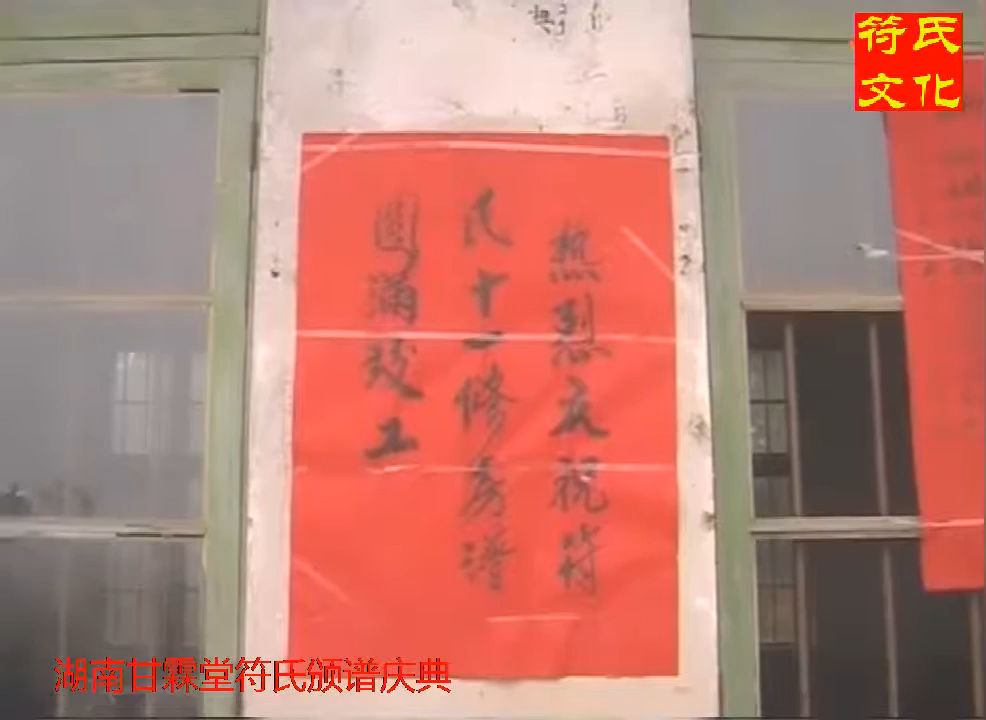 符氏
文化
热烈庆祝符
氏十一修房谱
圆满竣工
湖南甘霖堂符氏颁谱庆典